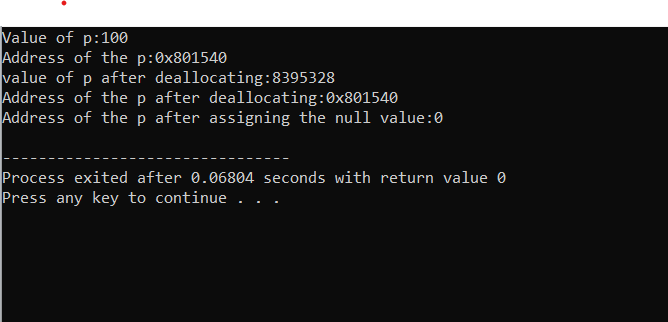 Value of p:100
Address of the p:0x801540
value of p after deallocating:8395328
Address of the p after deallocating:0x801540
Address of the p after assigning the null value:0
--------------------------------
Process exited after 0.06804 seconds with return value 0
Press any key to continue . . .